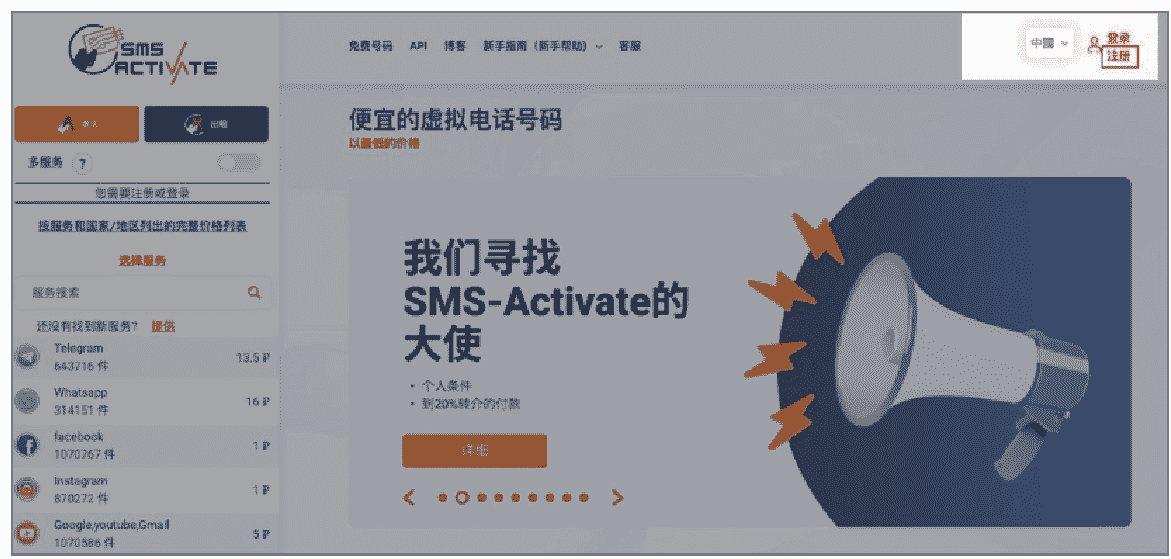 SMS
ACTIVATE
免费号码 API 博客 新手指南（新手帮助） 客服
中國
登录
注册
收入
出租
多服务 ?
您需要注册或登录
按服务和国家/地区列出的完整价格列表
选择服务
服务搜索
还没有找到新服务? 提供
Telegram
643716 件
13.5 ₽
Whatsapp
314151 件
16 ₽
facebook
1070767 件
1 ₽
Instagram
870272 件
1 ₽
Google,youtube,Gmail
1070586 件
5 ₽
便宜的虚拟电话号码
以最低的价格
我们寻找
SMS-Activate的
大使
• 个人条件
• 到20%转介的付款
详细